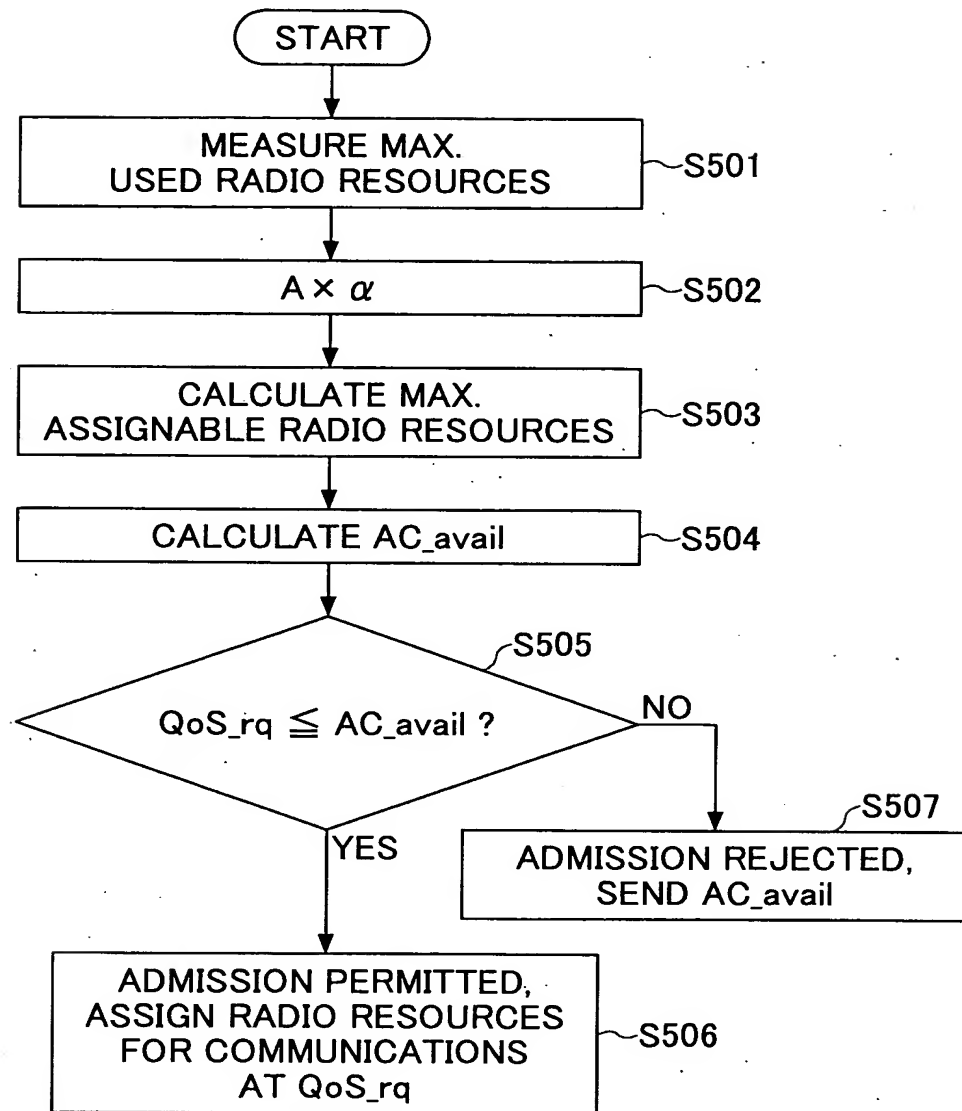 START
MEASURE MAX.
USED RADIO RESOURCES
S501
A × α
S502
CALCULATE MAX.
ASSIGNABLE RADIO RESOURCES
S503
CALCULATE AC_avail
S504
S505
QoS_rq ≦ AC_avail ?
NO
YES
S507
ADMISSION REJECTED,
SEND AC_avail
ADMISSION PERMITTED,
ASSIGN RADIO RESOURCES
FOR COMMUNICATIONS
AT QoS_rq
S506